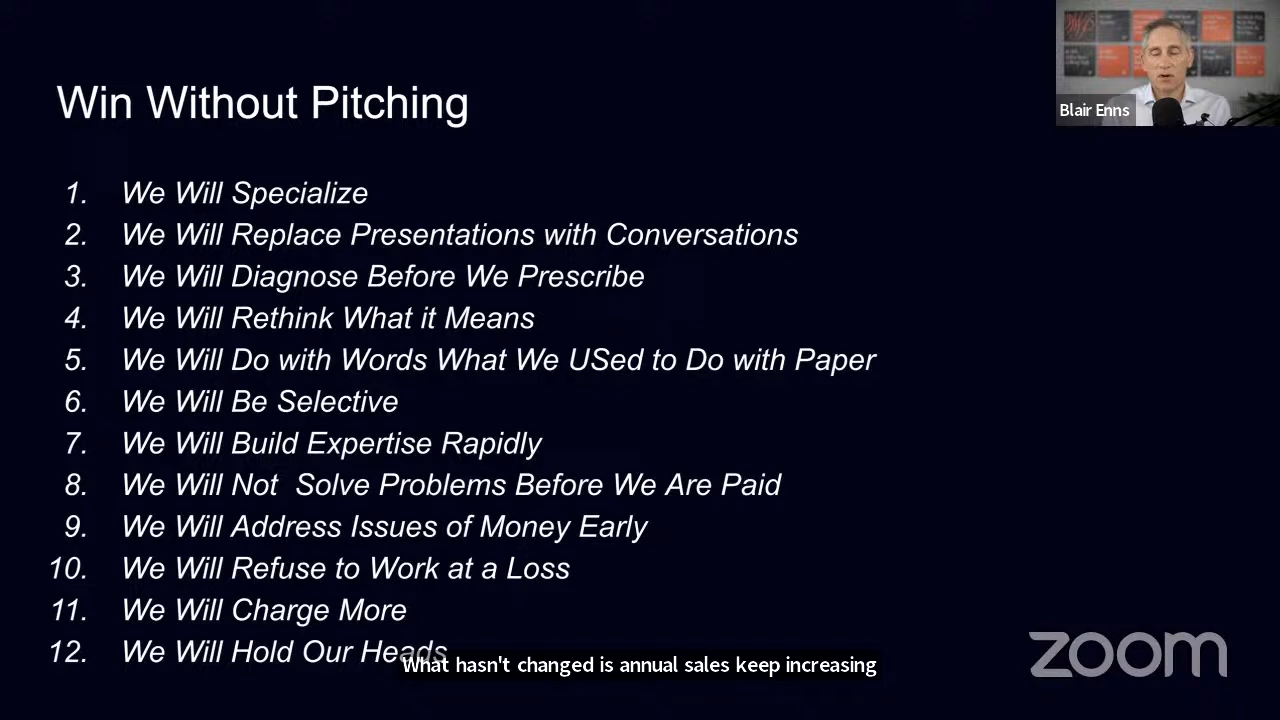 Win Without Pitching
Blair Enns
1. We Will Specialize
2. We Will Replace Presentations with Conversations
3. We Will Diagnose Before We Prescribe
4. We Will Rethink What it Means
5. We Will Do with Words What We USed to Do with Paper
6. We Will Be Selective
7. We Will Build Expertise Rapidly
8. We Will Not  Solve Problems Before We Are Paid
9. We Will Address Issues of Money Early
10. We Will Refuse to Work at a Loss
11. We Will Charge More
12. We Will Hold Our Heads
What hasn't changed is annual sales keep increasing
zoom